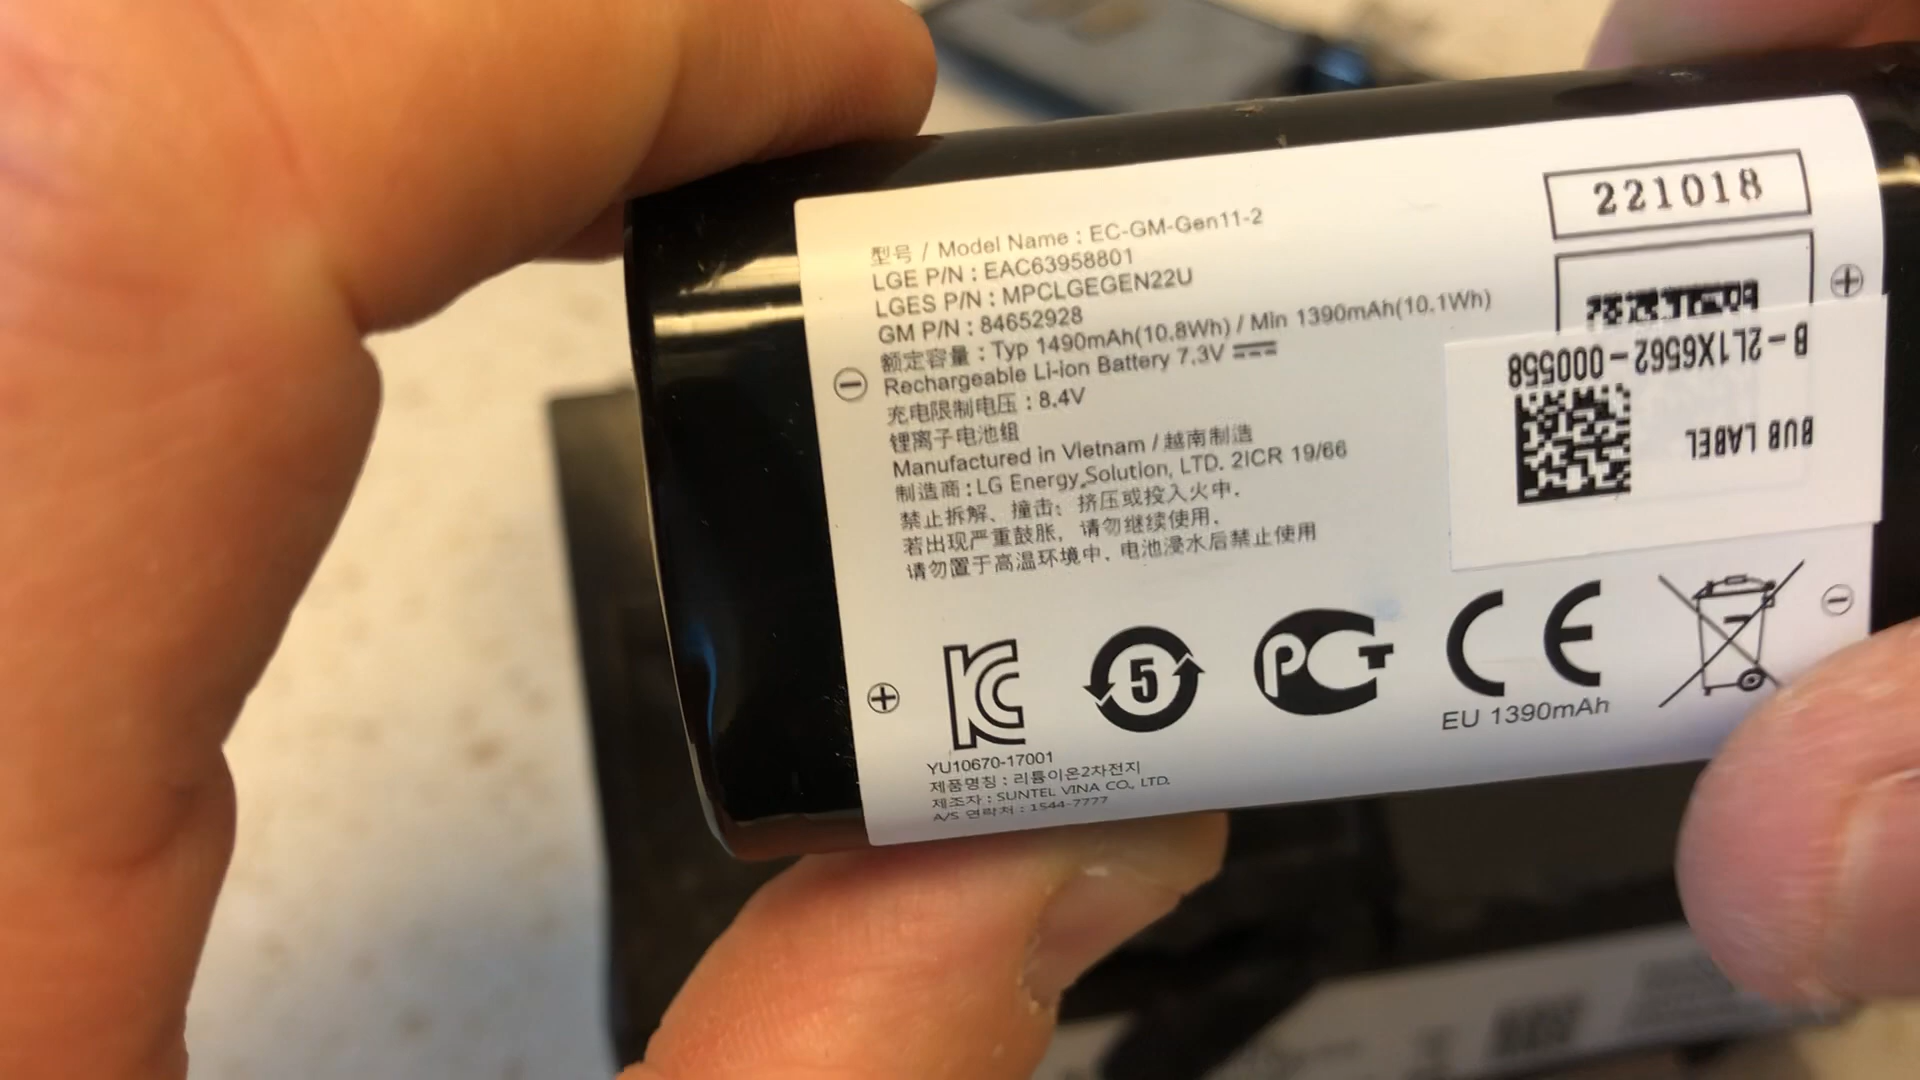 型号 / Model Name : EC-GM-Gen11-2
LGE P/N : EAC63958801
LGES P/N : MPCLGEGEN22U
GM P/N : 84652928
额定容量 : Typ 1490mAh(10.8Wh) / Min 1390mAh(10.1Wh)
Rechargeable Li-ion Battery 7.3V
充电限制电压 : 8.4V
锂离子电池组
Manufactured in Vietnam / 越南制造
制造商 : LG Energy Solution, LTD. 2ICR 19/66
禁止拆解、撞击、挤压或投入火中.
若出现严重鼓胀, 请勿继续使用.
请勿置于高温环境中. 电池浸水后禁止使用
221018
B-2L1X6562-000558
BUB LABEL
5
PCT
CE
EU 1390mAh
YU10670-17001
제품명칭 : 리튬이온2차전지
제조자 : SUNTEL VINA CO., LTD.
A/S 연락처 : 1544-7777